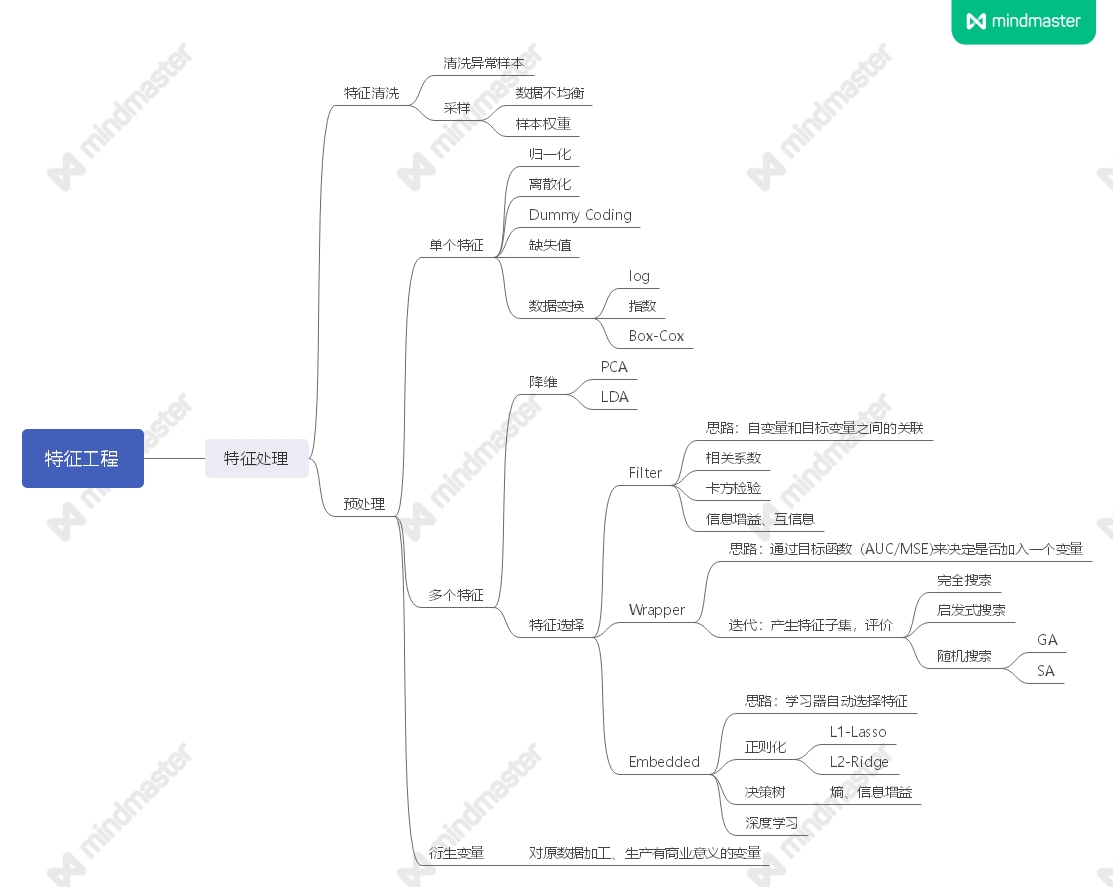 mindmaster
特征工程
特征处理
特征清洗
清洗异常样本
采样
数据不均衡
样本权重
预处理
单个特征
归一化
离散化
Dummy Coding
缺失值
数据变换
log
指数
Box-Cox
多个特征
降维
PCA
LDA
特征选择
Filter
思路：自变量和目标变量之间的关联
相关系数
卡方检验
信息增益、互信息
Wrapper
思路：通过目标函数（AUC/MSE)来决定是否加入一个变量
迭代：产生特征子集，评价
完全搜索
启发式搜索
随机搜索
GA
SA
Embedded
思路：学习器自动选择特征
正则化
L1-Lasso
L2-Ridge
决策树
熵、信息增益
深度学习
衍生变量
对原数据加工、生产有商业意义的变量
mindmaster
mindmaster
mindmaster
mindmaster
mindmaster
mindmaster
mindmaster
mindmaster
mindmaster